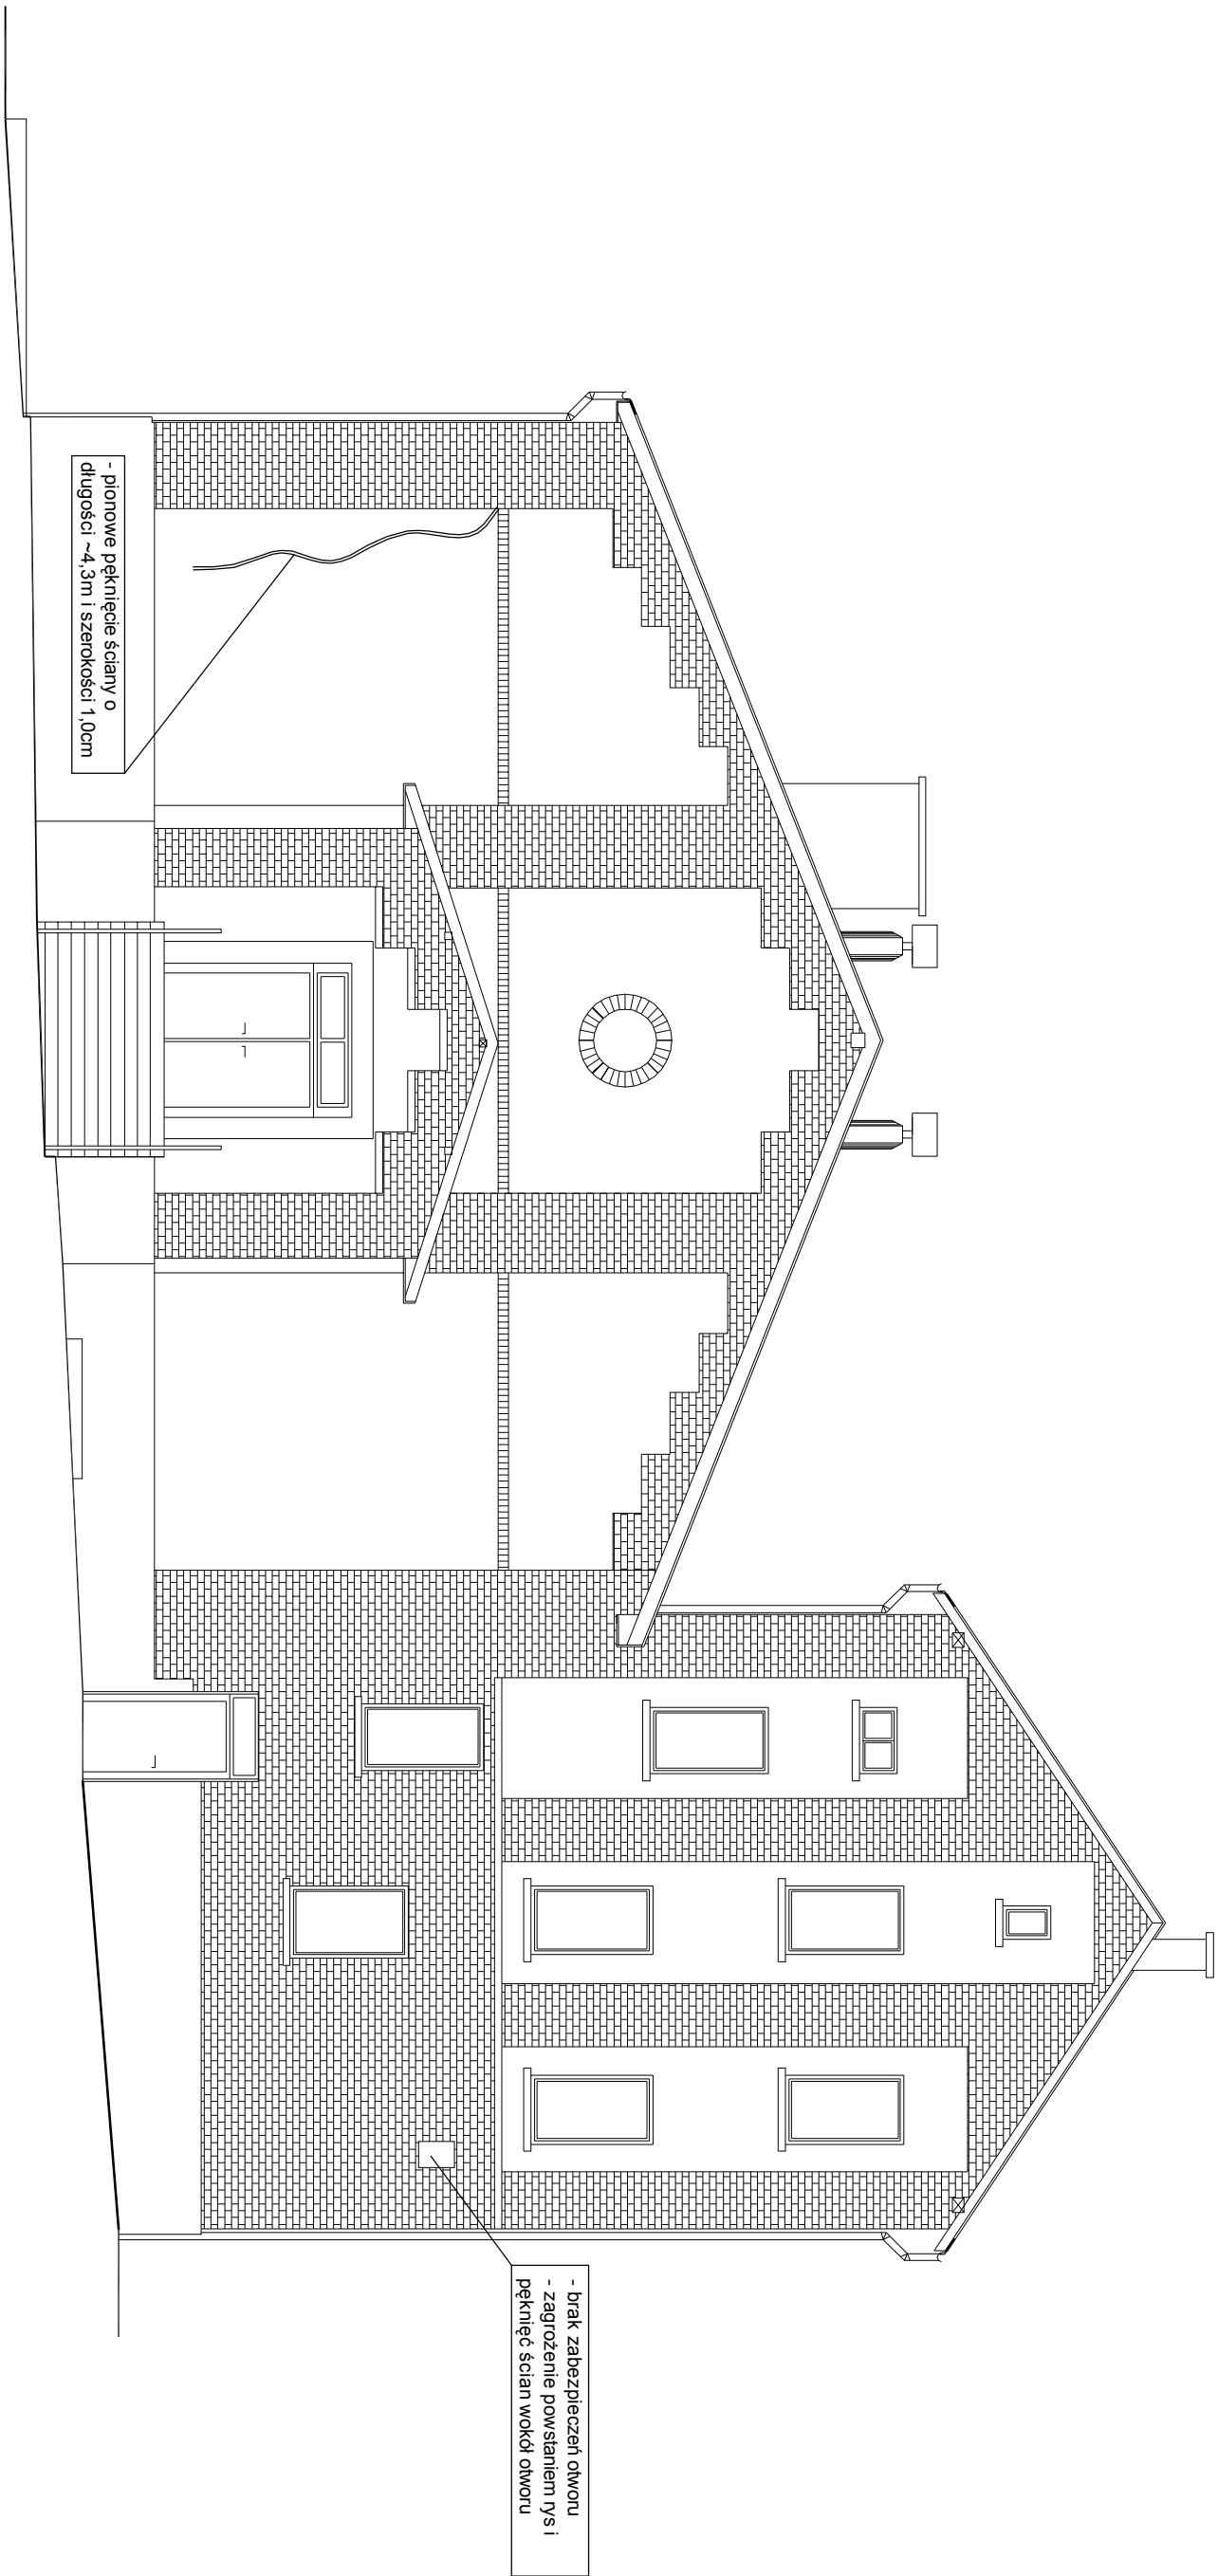 - pionowe pęknięcie ściany o
długości ~4,3m i szerokości 1,0cm
- brak zabezpieczeń otworu
- zagrożenie powstaniem rys i
pęknięć ścian wokół otworu